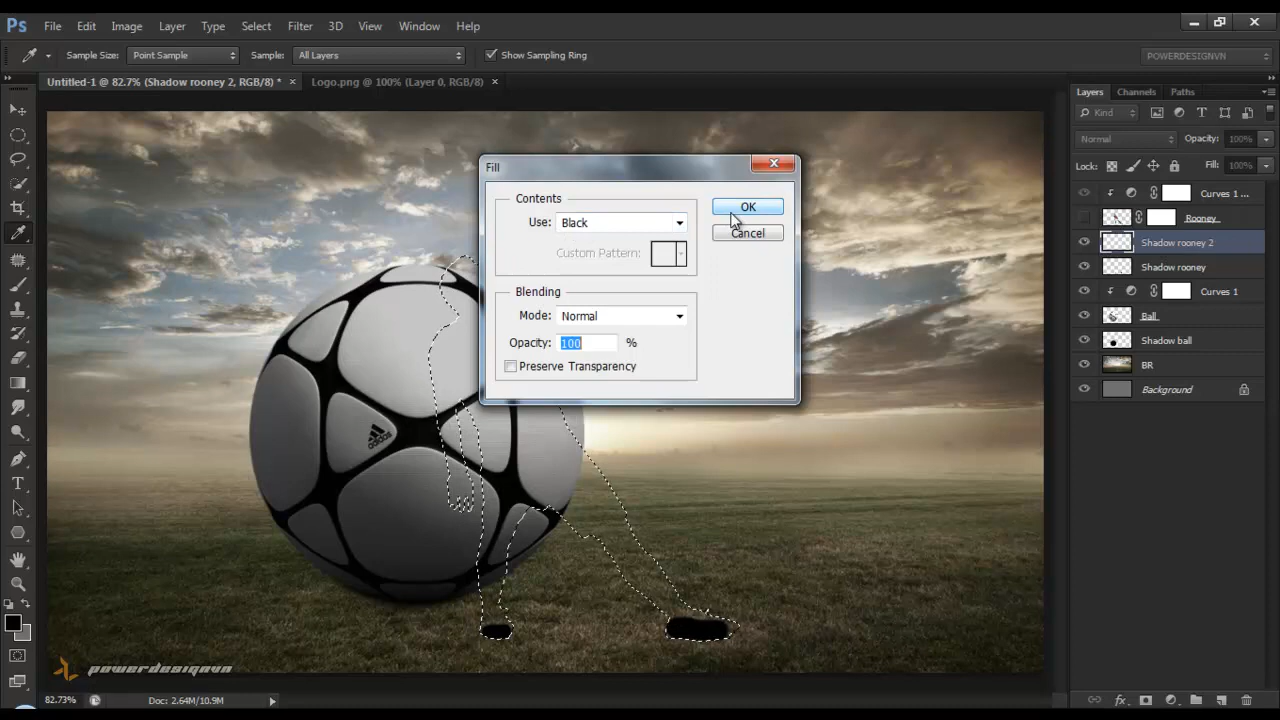 Ps File Edit Image Layer Type Select Filter 3D View Window Help
Sample Size: Point Sample Sample: All Layers Show Sampling Ring POWERDESIGNVN
Untitled-1 @ 82.7% (Shadow rooney 2, RGB/8) * × Logo.png @ 100% (Layer 0, RGB/8) ×
Layers Channels Paths
Kind
Normal Opacity: 100%
Lock: Fill: 100%
Curves 1 ...
Rooney
Shadow rooney 2
Shadow rooney
Curves 1
Ball
Shadow ball
BR
Background
Fill
Contents
Use: Black
Custom Pattern:
OK
Cancel
Blending
Mode: Normal
Opacity: 100 %
Preserve Transparency
adidas
powerdesignvn
82.73% Doc: 2.64M/10.9M